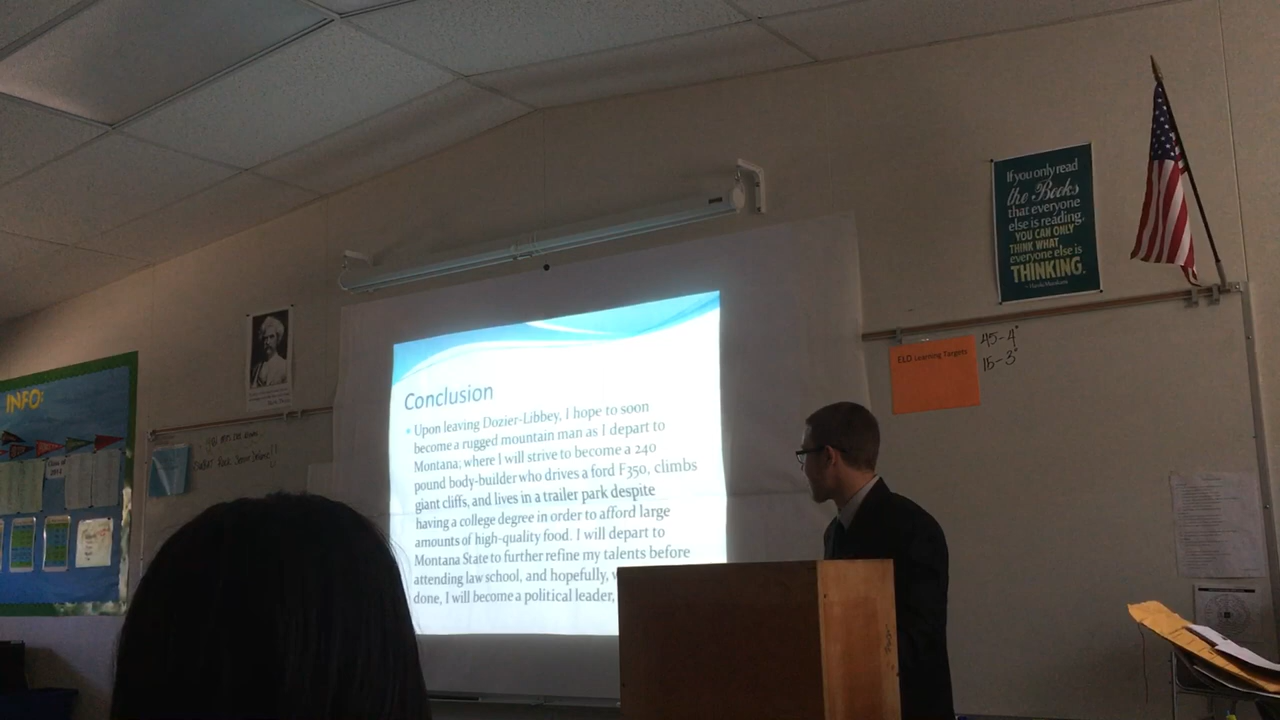 If you only read
the Books
that everyone
else is reading,
YOU CAN ONLY
THINK WHAT
everyone else is
THINKING.
- Haruki Murakami
ELD Learning Targets
45-4"
15-3"
INFO:
Conclusion
Upon leaving Dozier-Libbey, I hope to soon
become a rugged mountain man as I depart to
Montana; where I will strive to become a 240
pound body-builder who drives a ford F350, climbs
giant cliffs, and lives in a trailer park despite
having a college degree in order to afford large
amounts of high-quality food. I will depart to
Montana State to further refine my talents before
attending law school, and hopefully,
done, I will become a political leader,